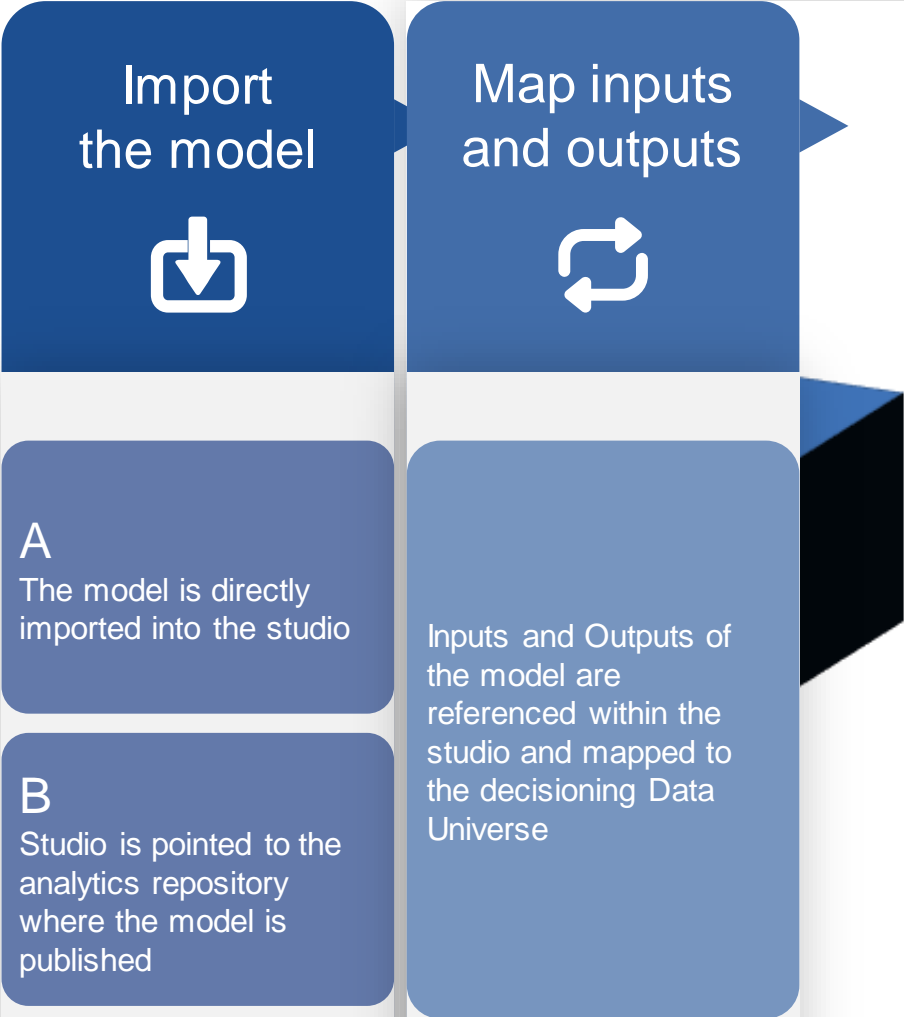 Import
the model
Map inputs
and outputs
A
The model is directly
imported into the studio
B
Studio is pointed to the
analytics repository
where the model is
published
Inputs and Outputs of
the model are
referenced within the
studio and mapped to
the decisioning Data
Universe